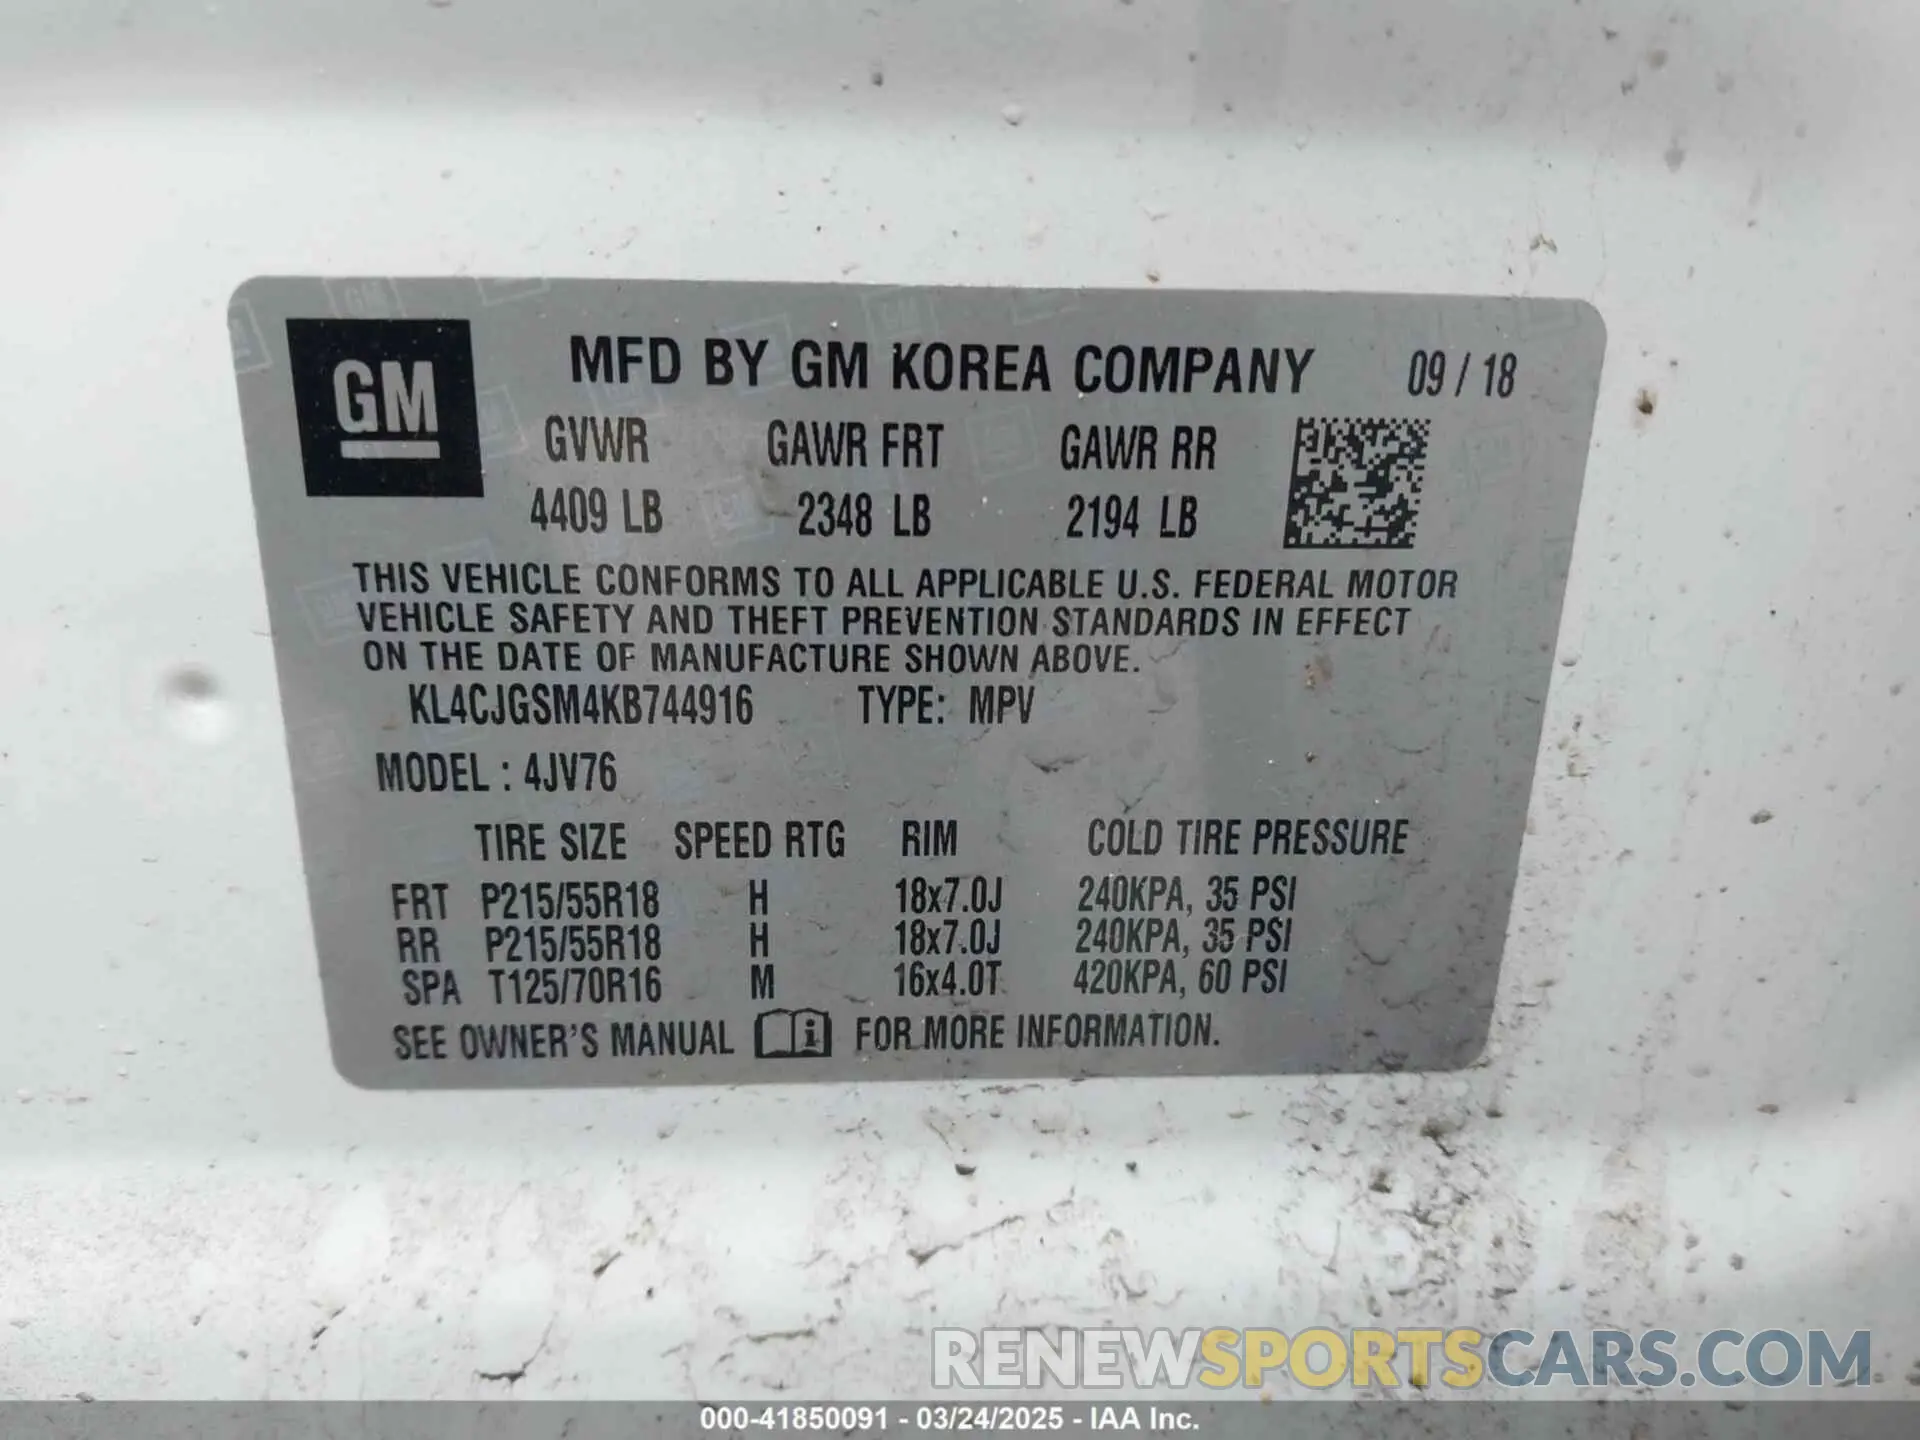 GM
MFD BY GM KOREA COMPANY 09 / 18
GVWR GAWR FRT GAWR RR
4409 LB 2348 LB 2194 LB
THIS VEHICLE CONFORMS TO ALL APPLICABLE U.S. FEDERAL MOTOR
VEHICLE SAFETY AND THEFT PREVENTION STANDARDS IN EFFECT
ON THE DATE OF MANUFACTURE SHOWN ABOVE.
KL4CJGSM4KB744916 TYPE: MPV
MODEL : 4JV76
TIRE SIZE SPEED RTG RIM COLD TIRE PRESSURE
FRT P215/55R18 H 18x7.0J 240KPA, 35 PSI
RR P215/55R18 H 18x7.0J 240KPA, 35 PSI
SPA T125/70R16 M 16x4.0T 420KPA, 60 PSI
SEE OWNER'S MANUAL i FOR MORE INFORMATION.
RENEWSPORTSCARS.COM
000-41850091 - 03/24/2025 - IAA Inc.